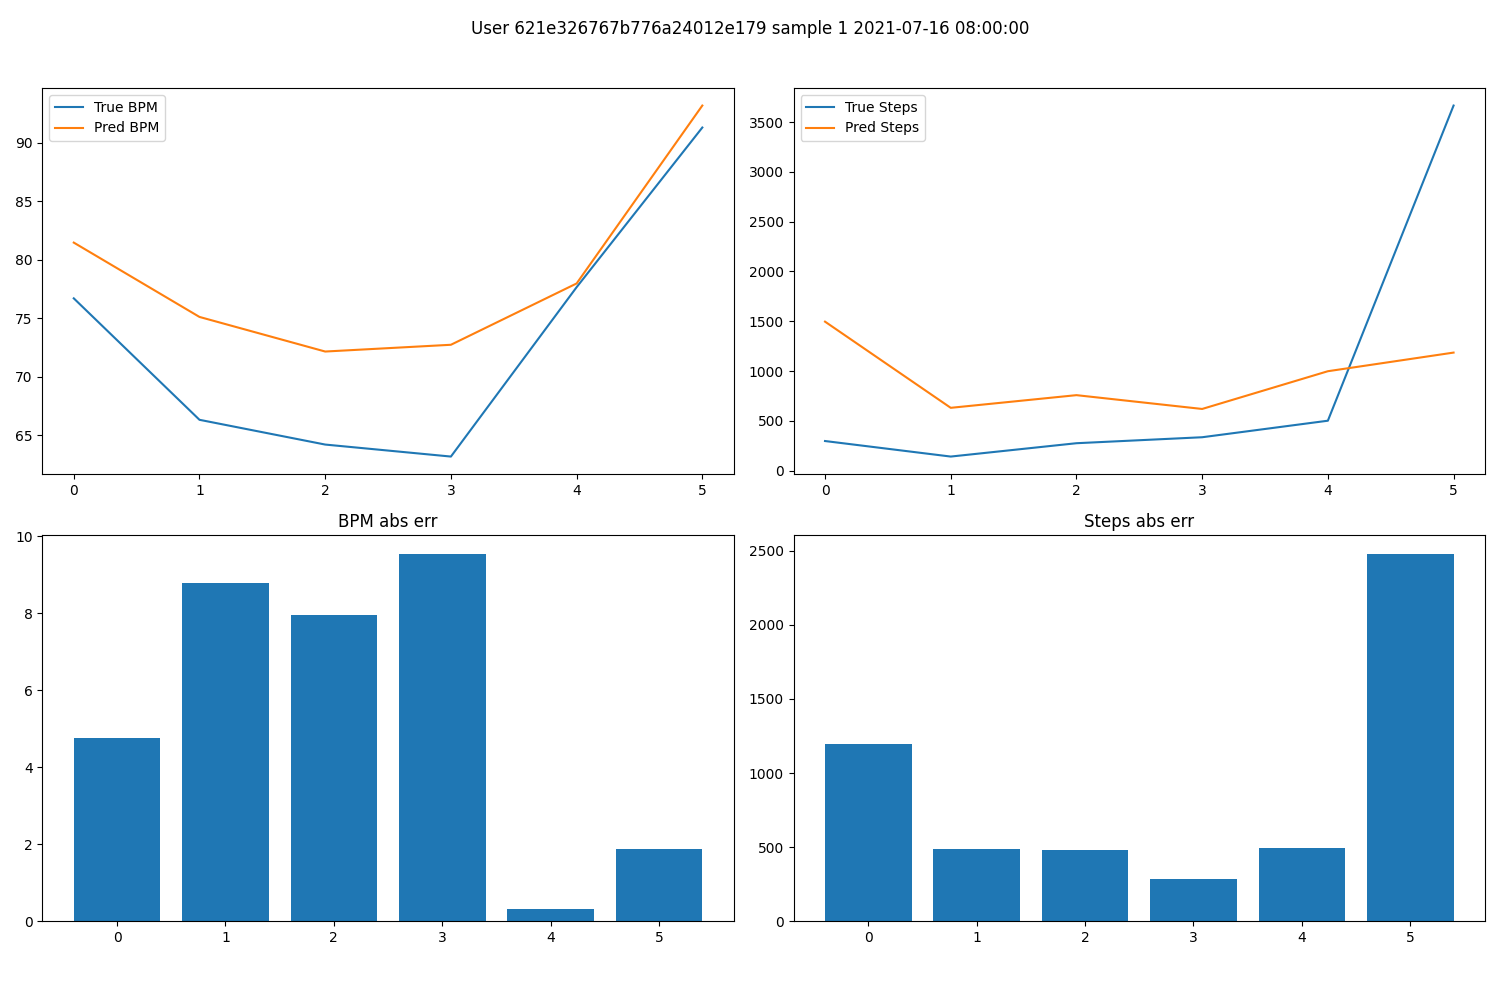 User 621e326767b776a24012e179 sample 1 2021-07-16 08:00:00
True BPM
Pred BPM
90
85
80
75
70
65
0 1 2 3 4 5
True Steps
Pred Steps
3500
3000
2500
2000
1500
1000
500
0
0 1 2 3 4 5
BPM abs err
10
8
6
4
2
0
0 1 2 3 4 5
Steps abs err
2500
2000
1500
1000
500
0
0 1 2 3 4 5